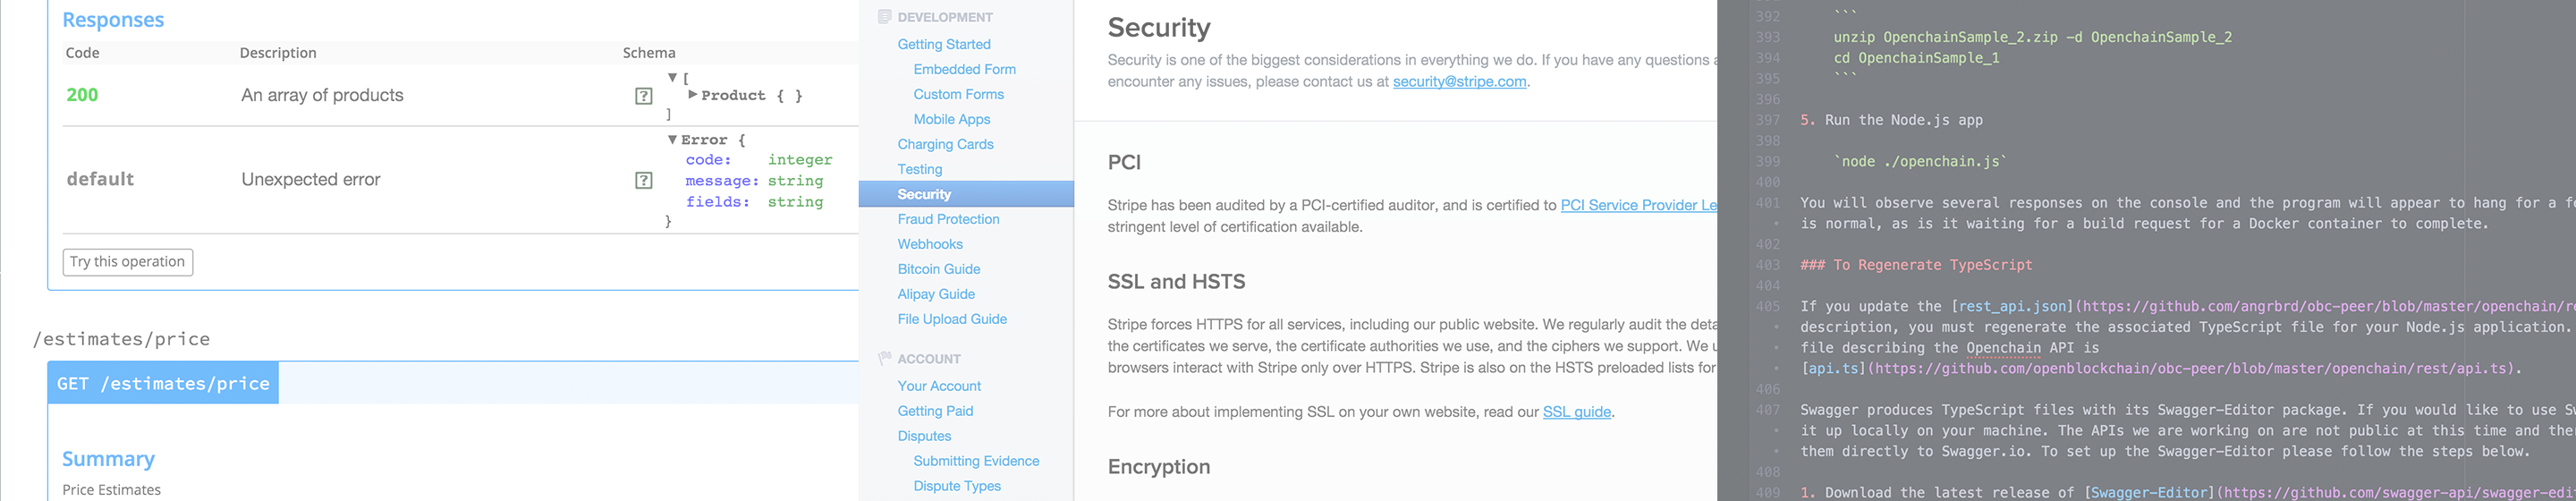 Responses
Code Description Schema
200 An array of products ? ▼ [
▶ Product { }
]
default Unexpected error ? ▼ Error {
code: integer
message: string
fields: string
}
Try this operation
/estimates/price
GET /estimates/price
Summary
Price Estimates
DEVELOPMENT
Getting Started
Embedded Form
Custom Forms
Mobile Apps
Charging Cards
Testing
Security
Fraud Protection
Webhooks
Bitcoin Guide
Alipay Guide
File Upload Guide
ACCOUNT
Your Account
Getting Paid
Disputes
Submitting Evidence
Dispute Types
Security
Security is one of the biggest considerations in everything we do. If you have any questions
encounter any issues, please contact us at security@stripe.com.
PCI
Stripe has been audited by a PCI-certified auditor, and is certified to PCI Service Provider Le
stringent level of certification available.
SSL and HSTS
Stripe forces HTTPS for all services, including our public website. We regularly audit the deta
the certificates we serve, the certificate authorities we use, and the ciphers we support. We u
browsers interact with Stripe only over HTTPS. Stripe is also on the HSTS preloaded lists for
For more about implementing SSL on your own website, read our SSL guide.
Encryption
392 ```
393 unzip OpenchainSample_2.zip -d OpenchainSample_2
394 cd OpenchainSample_1
395 ```
396
397 5. Run the Node.js app
398
399 `node ./openchain.js`
400
401 You will observe several responses on the console and the program will appear to hang for a fe
• is normal, as is it waiting for a build request for a Docker container to complete.
402
403 ### To Regenerate TypeScript
404
405 If you update the [rest_api.json](https://github.com/angrbrd/obc-peer/blob/master/openchain/re
• description, you must regenerate the associated TypeScript file for your Node.js application.
• file describing the Openchain API is
• [api.ts](https://github.com/openblockchain/obc-peer/blob/master/openchain/rest/api.ts).
406
407 Swagger produces TypeScript files with its Swagger-Editor package. If you would like to use Sw
• it up locally on your machine. The APIs we are working on are not public at this time and ther
• them directly to Swagger.io. To set up the Swagger-Editor please follow the steps below.
408
409 1. Download the latest release of [Swagger-Editor](https://github.com/swagger-api/swagger-edi